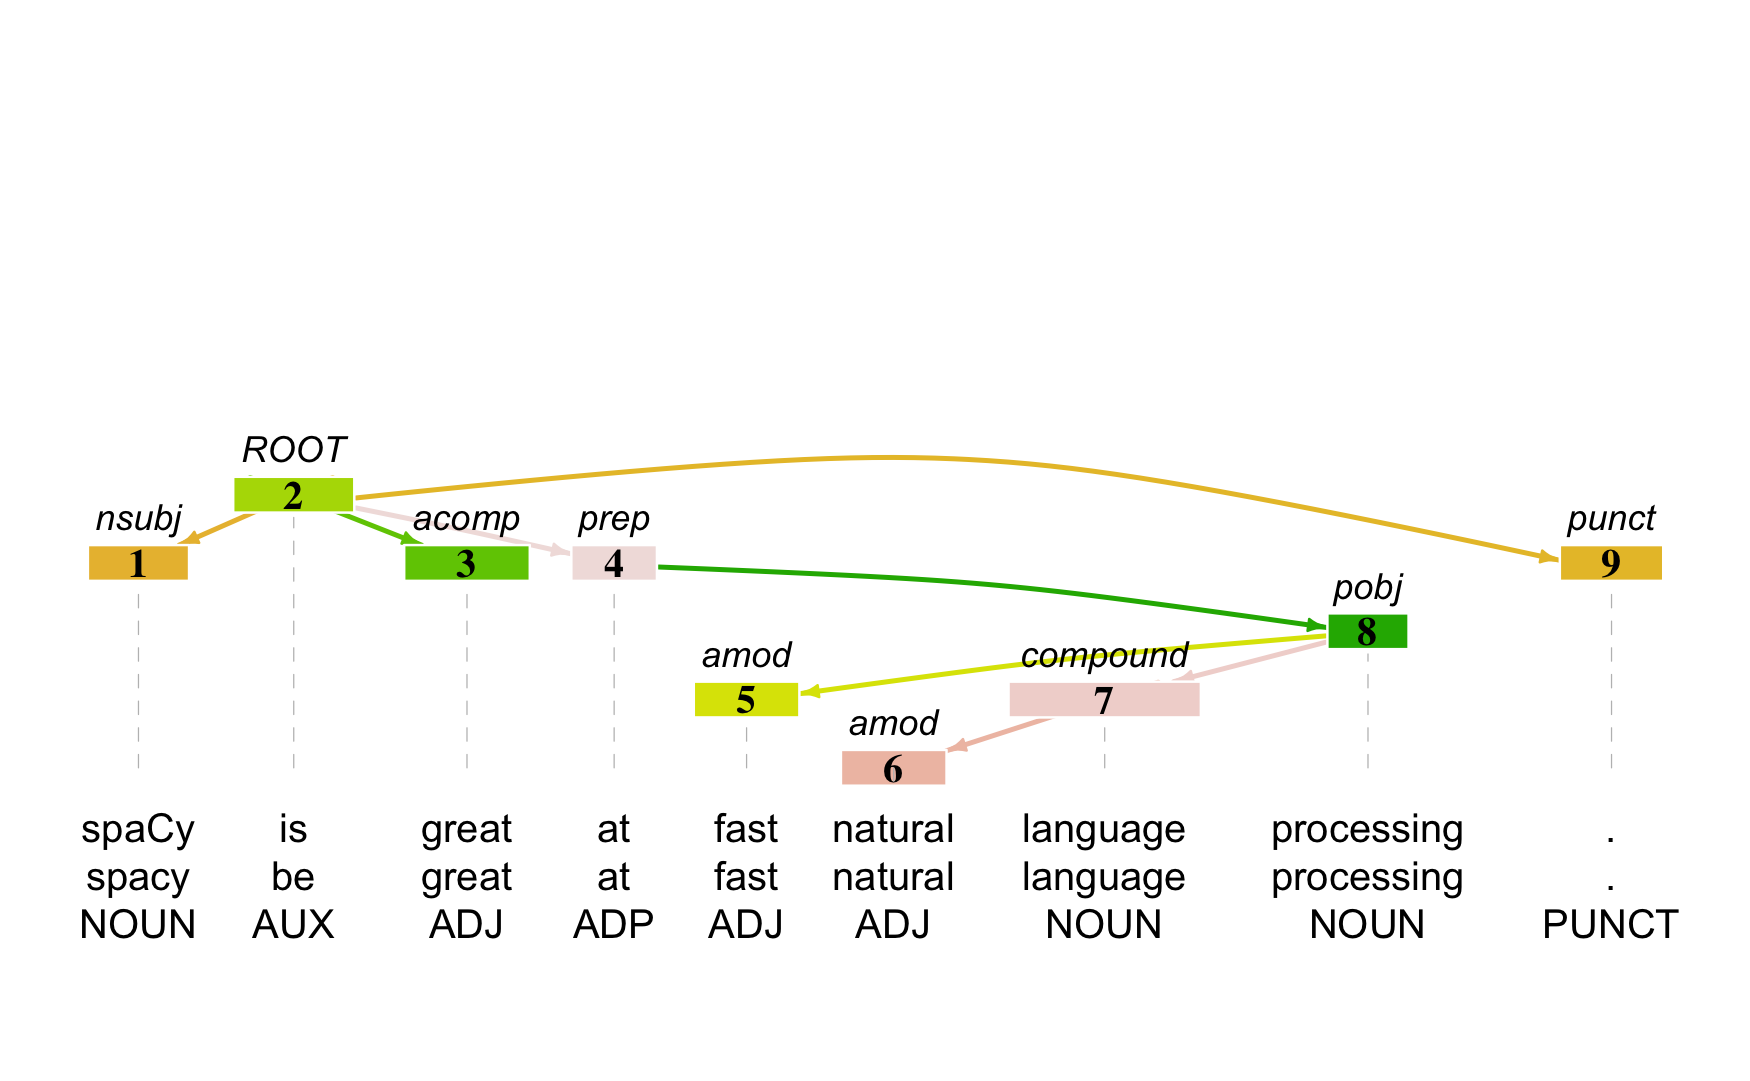 ROOT
2
nsubj acomp prep punct
1 3 4 9
pobj
8
amod compound
5 7
amod
6
spaCy is great at fast natural language processing .
spacy be great at fast natural language processing .
NOUN AUX ADJ ADP ADJ ADJ NOUN NOUN PUNCT